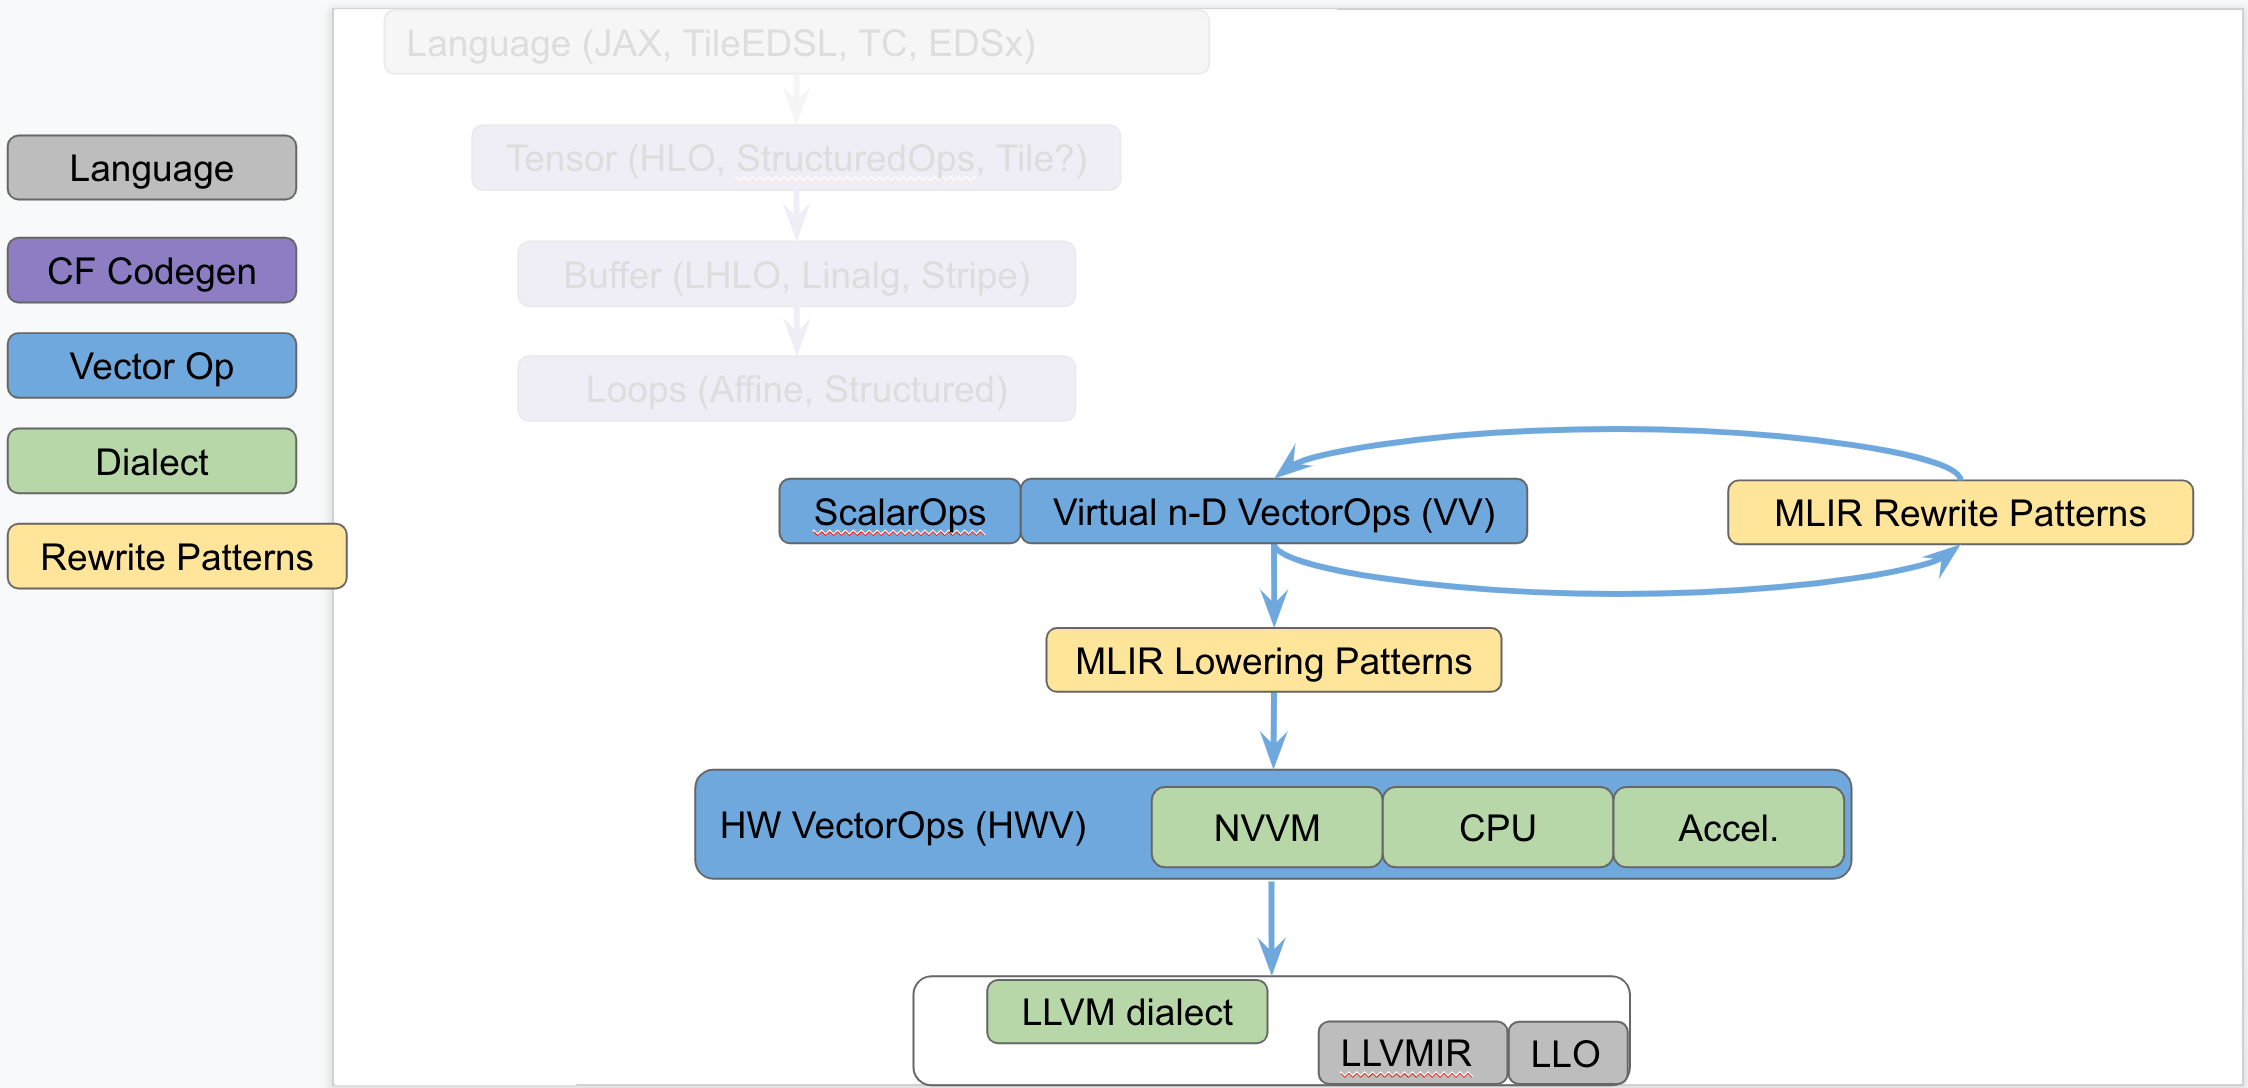 Language (JAX, TileEDSL, TC, EDSx)
Tensor (HLO, StructuredOps, Tile?)
Buffer (LHLO, Linalg, Stripe)
Loops (Affine, Structured)
Language
CF Codegen
Vector Op
Dialect
Rewrite Patterns
ScalarOps
Virtual n-D VectorOps (VV)
MLIR Rewrite Patterns
MLIR Lowering Patterns
HW VectorOps (HWV)
NVVM
CPU
Accel.
LLVM dialect
LLVMIR
LLO